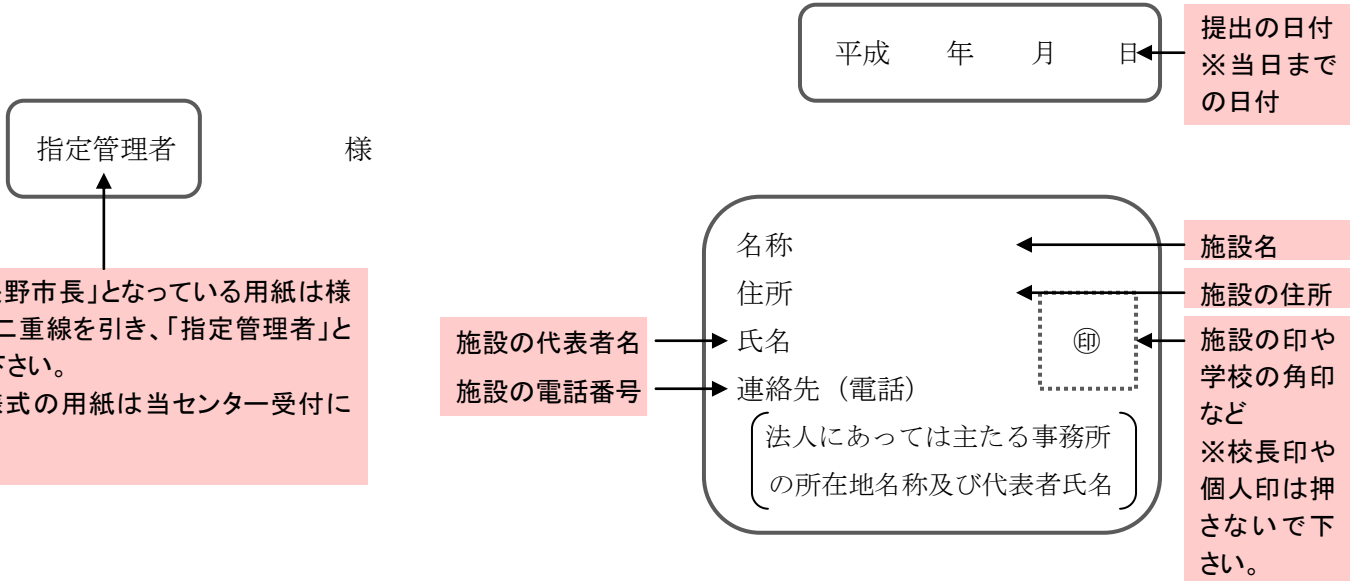 平成 年 月 日
提出の日付
※当日まで
の日付
指定管理者 様
野市長」となっている用紙は様
二重線を引き、「指定管理者」と
下さい。
様式の用紙は当センター受付に
名称
施設名
住所
施設の住所
施設の代表者名
氏名
印
施設の電話番号
連絡先（電話）
法人にあっては主たる事務所
の所在地名称及び代表者氏名
施設の印や
学校の角印
など
※校長印や
個人印は押
さないで下
さい。